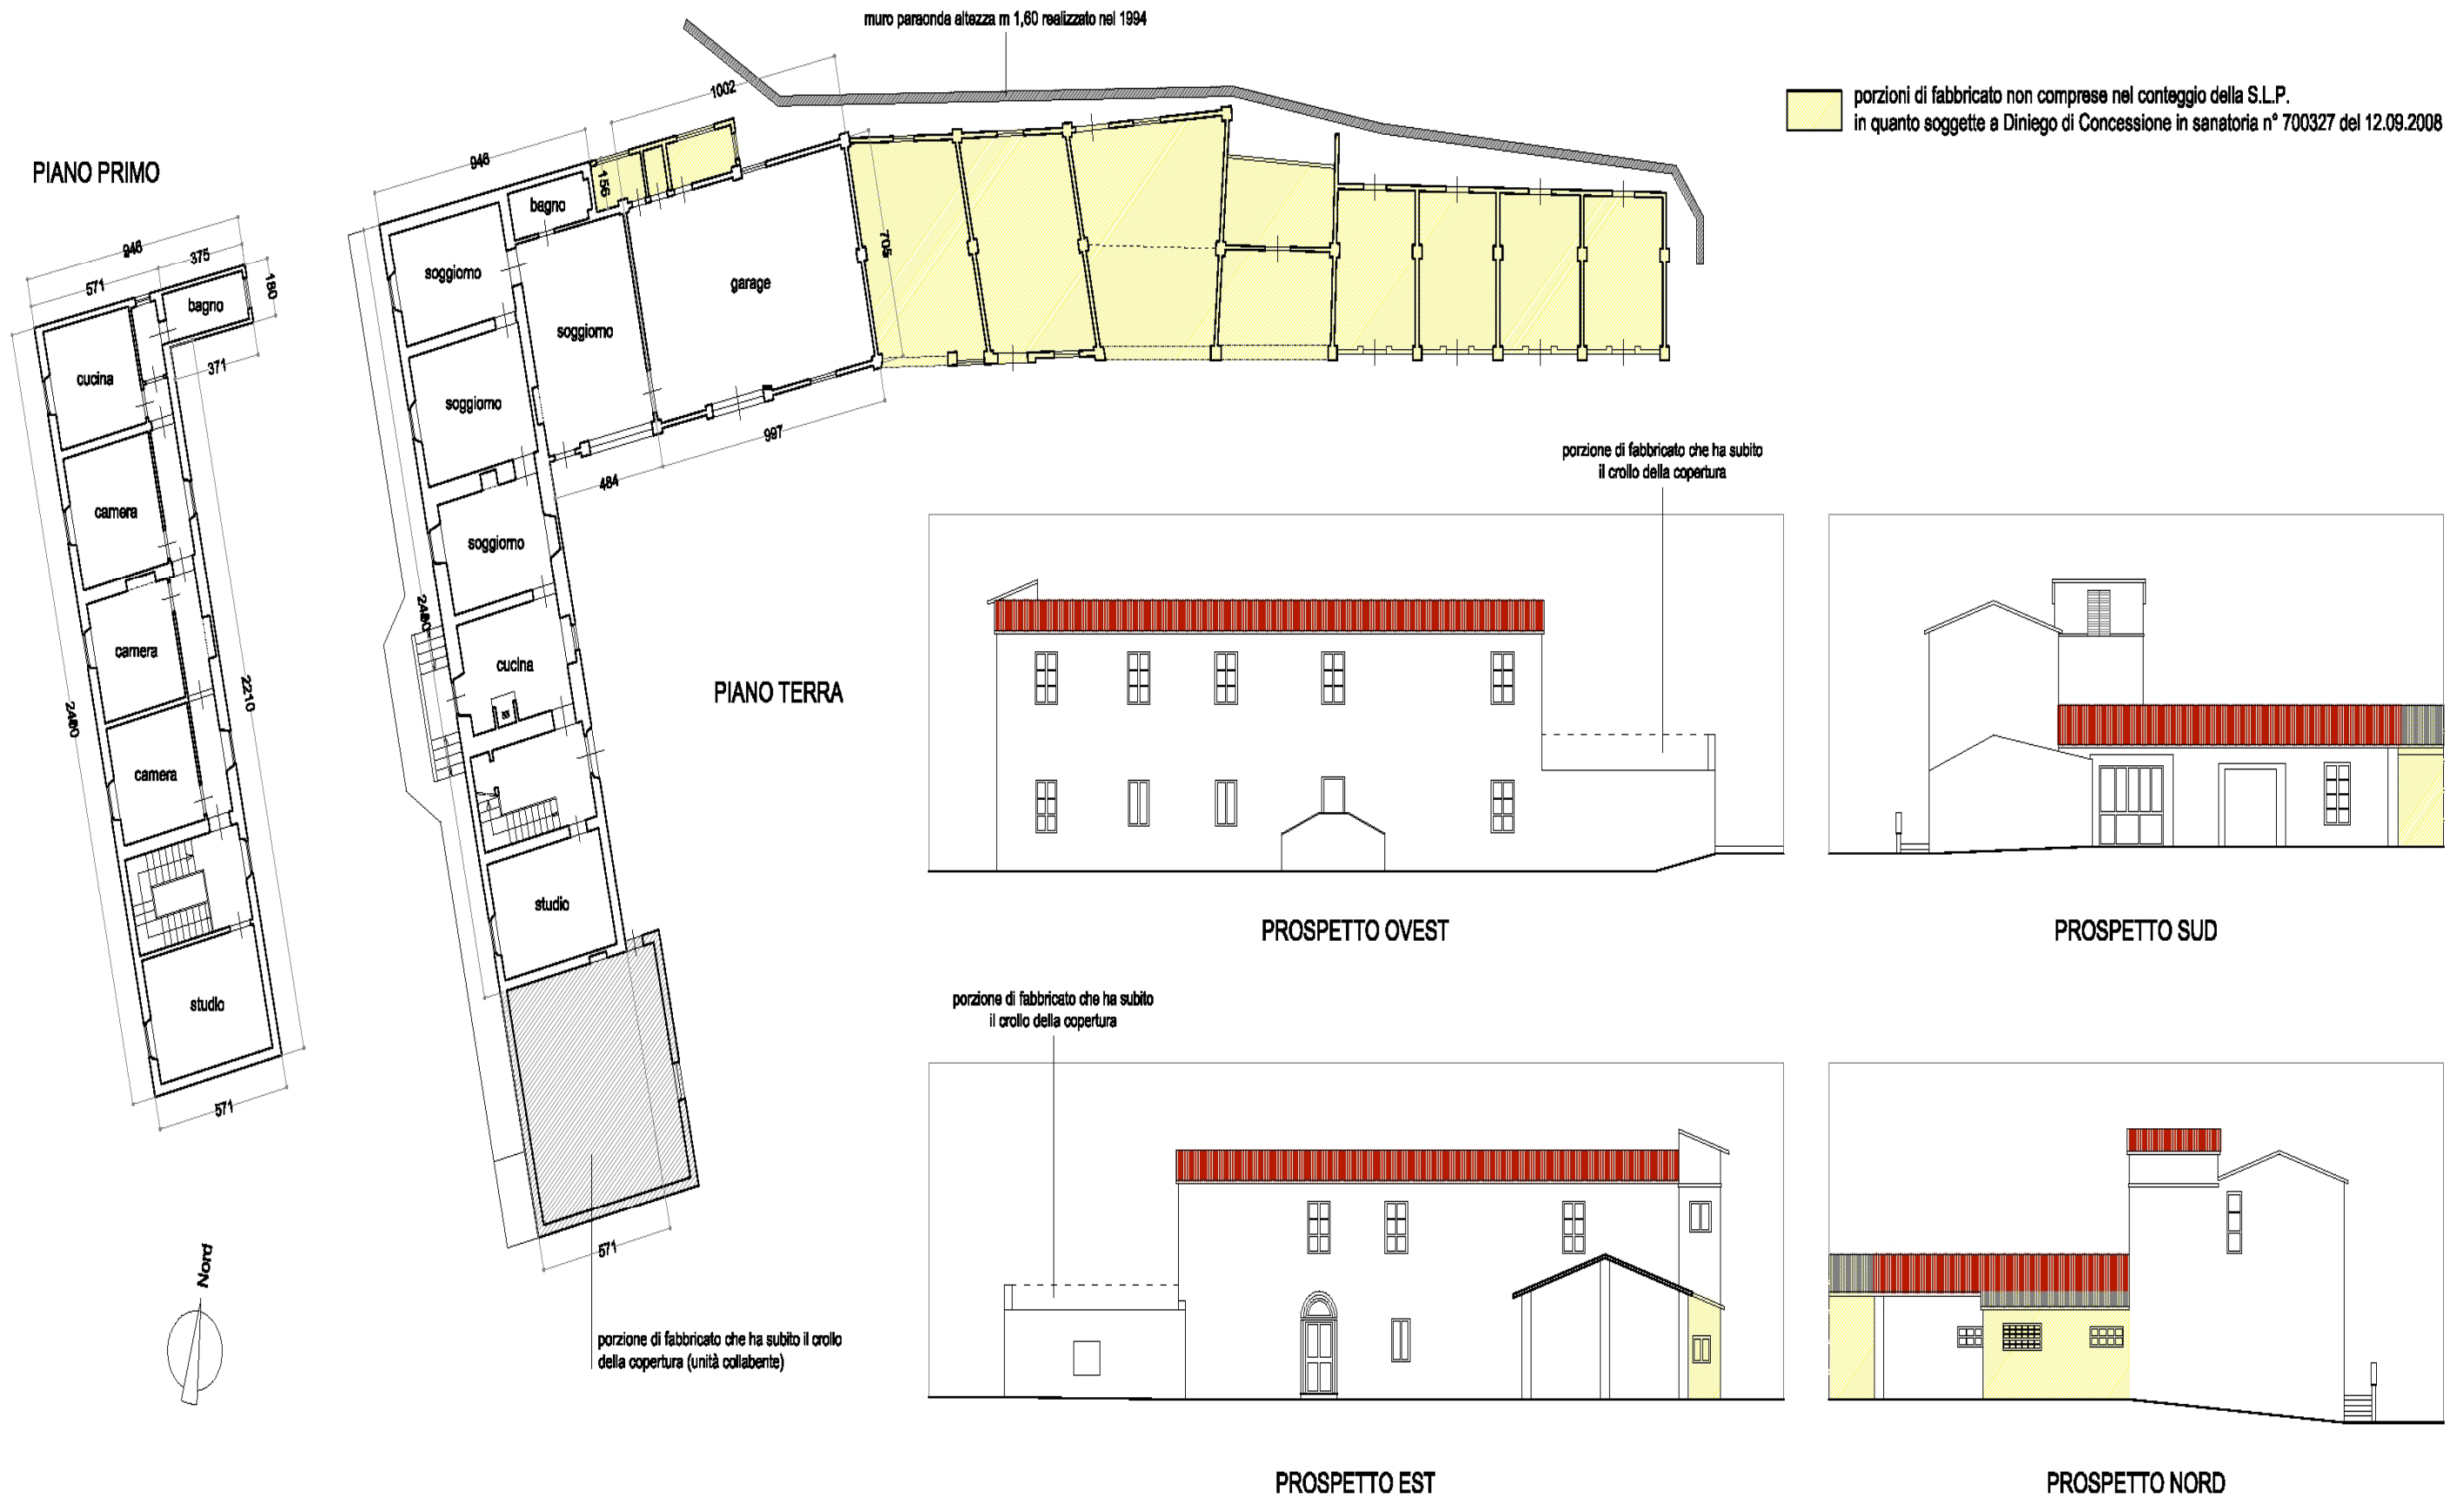 muro paraonda altezza m 1,60 realizzato nel 1994
porzioni di fabbricato non comprese nel conteggio della S.L.P.
in quanto soggette a Diniego di Concessione in sanatoria n° 700327 del 12.09.2008
PIANO PRIMO
946
571
375
180
bagno
cucina
371
camera
camera
camera
2210
studio
571
1002
946
156
bagno
705
soggiorno
soggiorno
garage
soggiorno
997
484
soggiorno
cucina
studio
571
PIANO TERRA
porzione di fabbricato che ha subito il crollo
della copertura (unità collabente)
Nord
porzione di fabbricato che ha subito
il crollo della copertura
PROSPETTO OVEST
PROSPETTO SUD
porzione di fabbricato che ha subito
il crollo della copertura
PROSPETTO EST
PROSPETTO NORD